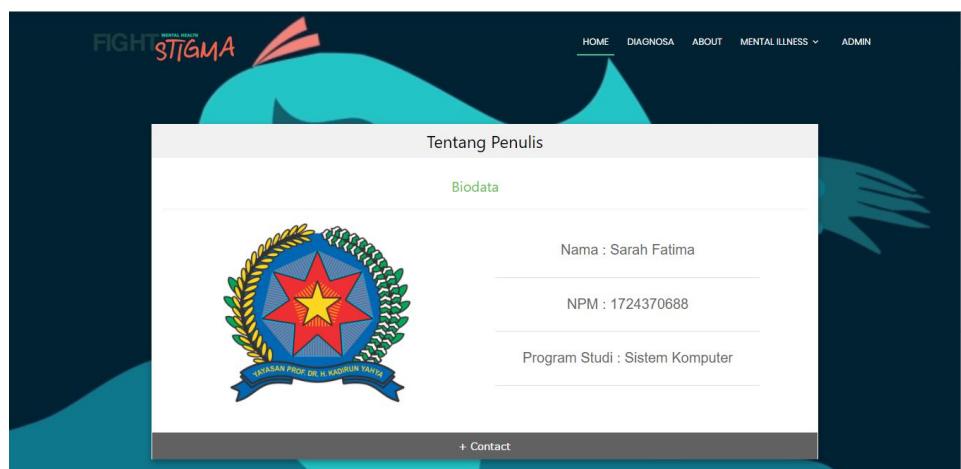 FIGHT MENTAL HEALTH STIGMA
HOME DIAGNOSA ABOUT MENTAL ILLNESS ADMIN
Tentang Penulis
Biodata
Nama : Sarah Fatima
NPM : 1724370688
Program Studi : Sistem Komputer
YAYASAN PROF. DR. H. KADIRUN YAHYA
+ Contact